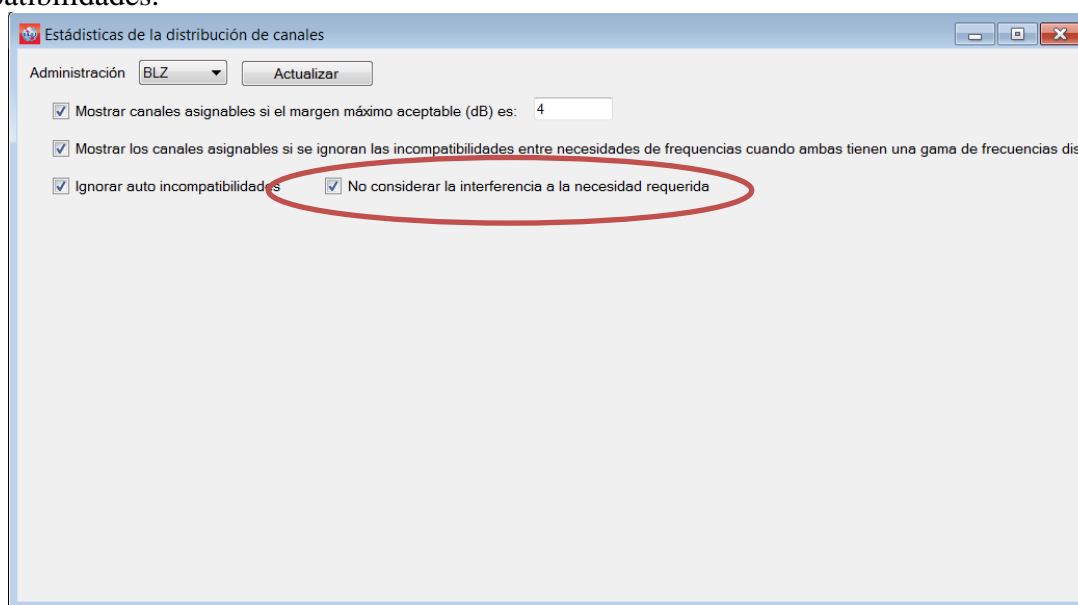 Estádisticas de la distribución de canales
Administración BLZ Actualizar
Mostrar canales asignables si el margen máximo aceptable (dB) es: 4
Mostrar los canales asignables si se ignoran las incompatibilidades entre necesidades de frequencias cuando ambas tienen una gama de frecuencias dis
Ignorar auto incompatibilidades No considerar la interferencia a la necesidad requerida